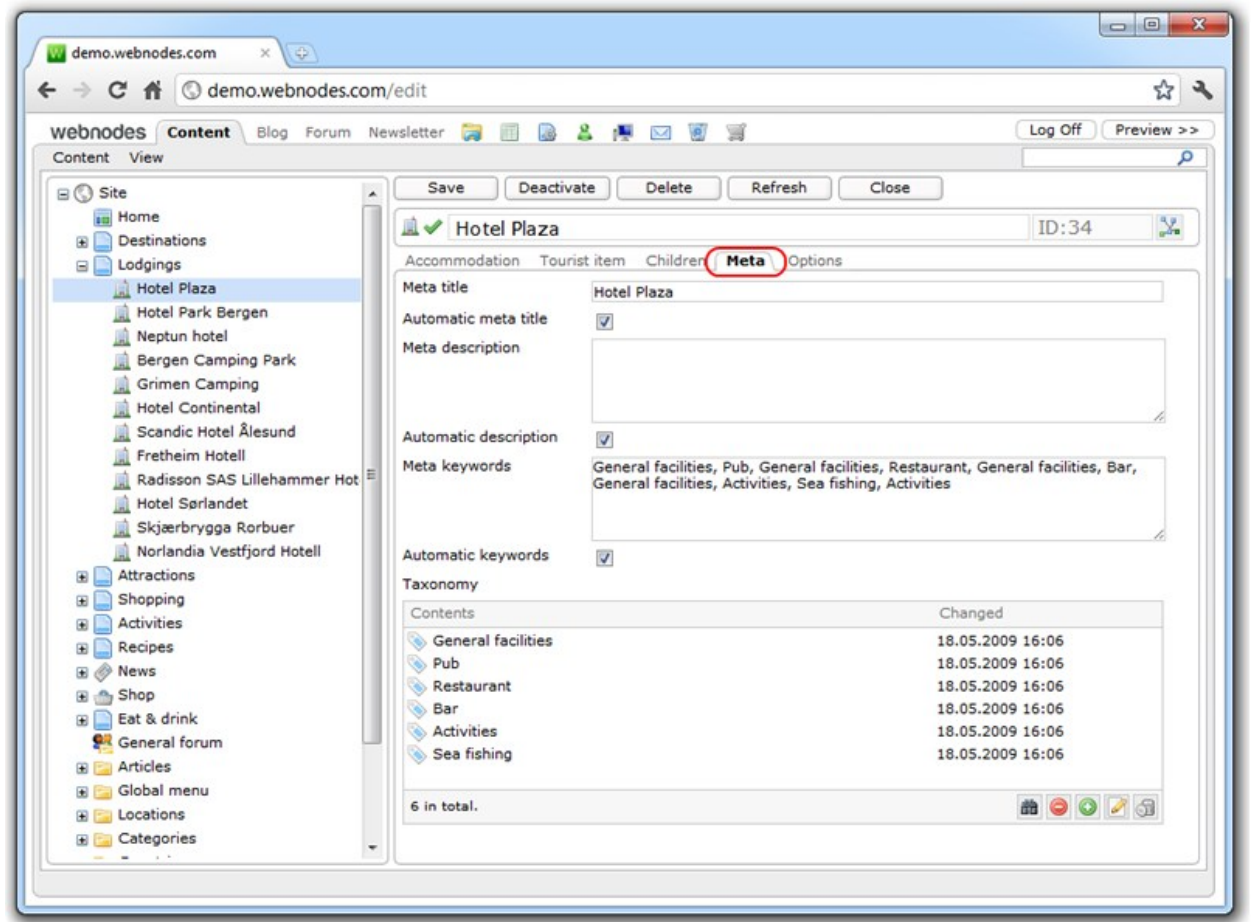 demo.webnodes.com
demo.webnodes.com/edit
webnodes Content Blog Forum Newsletter Log Off Preview >>
Content View
Save Deactivate Delete Refresh Close
Site
Home
Destinations
Lodgings
Hotel Plaza
Hotel Park Bergen
Neptun hotel
Bergen Camping Park
Grimen Camping
Hotel Continental
Scandic Hotel Ålesund
Fretheim Hotell
Radisson SAS Lillehammer Hot
Hotel Sørlandet
Skjærbrygga Rorbuer
Norlandia Vestfjord Hotell
Attractions
Shopping
Activities
Recipes
News
Shop
Eat & drink
General forum
Articles
Global menu
Locations
Categories
Hotel Plaza ID:34
Accommodation Tourist item Children Meta Options
Meta title Hotel Plaza
Automatic meta title
Meta description
Automatic description
Meta keywords General facilities, Pub, General facilities, Restaurant, General facilities, Bar,
General facilities, Activities, Sea fishing, Activities
Automatic keywords
Taxonomy
Contents Changed
General facilities 18.05.2009 16:06
Pub 18.05.2009 16:06
Restaurant 18.05.2009 16:06
Bar 18.05.2009 16:06
Activities 18.05.2009 16:06
Sea fishing 18.05.2009 16:06
6 in total.